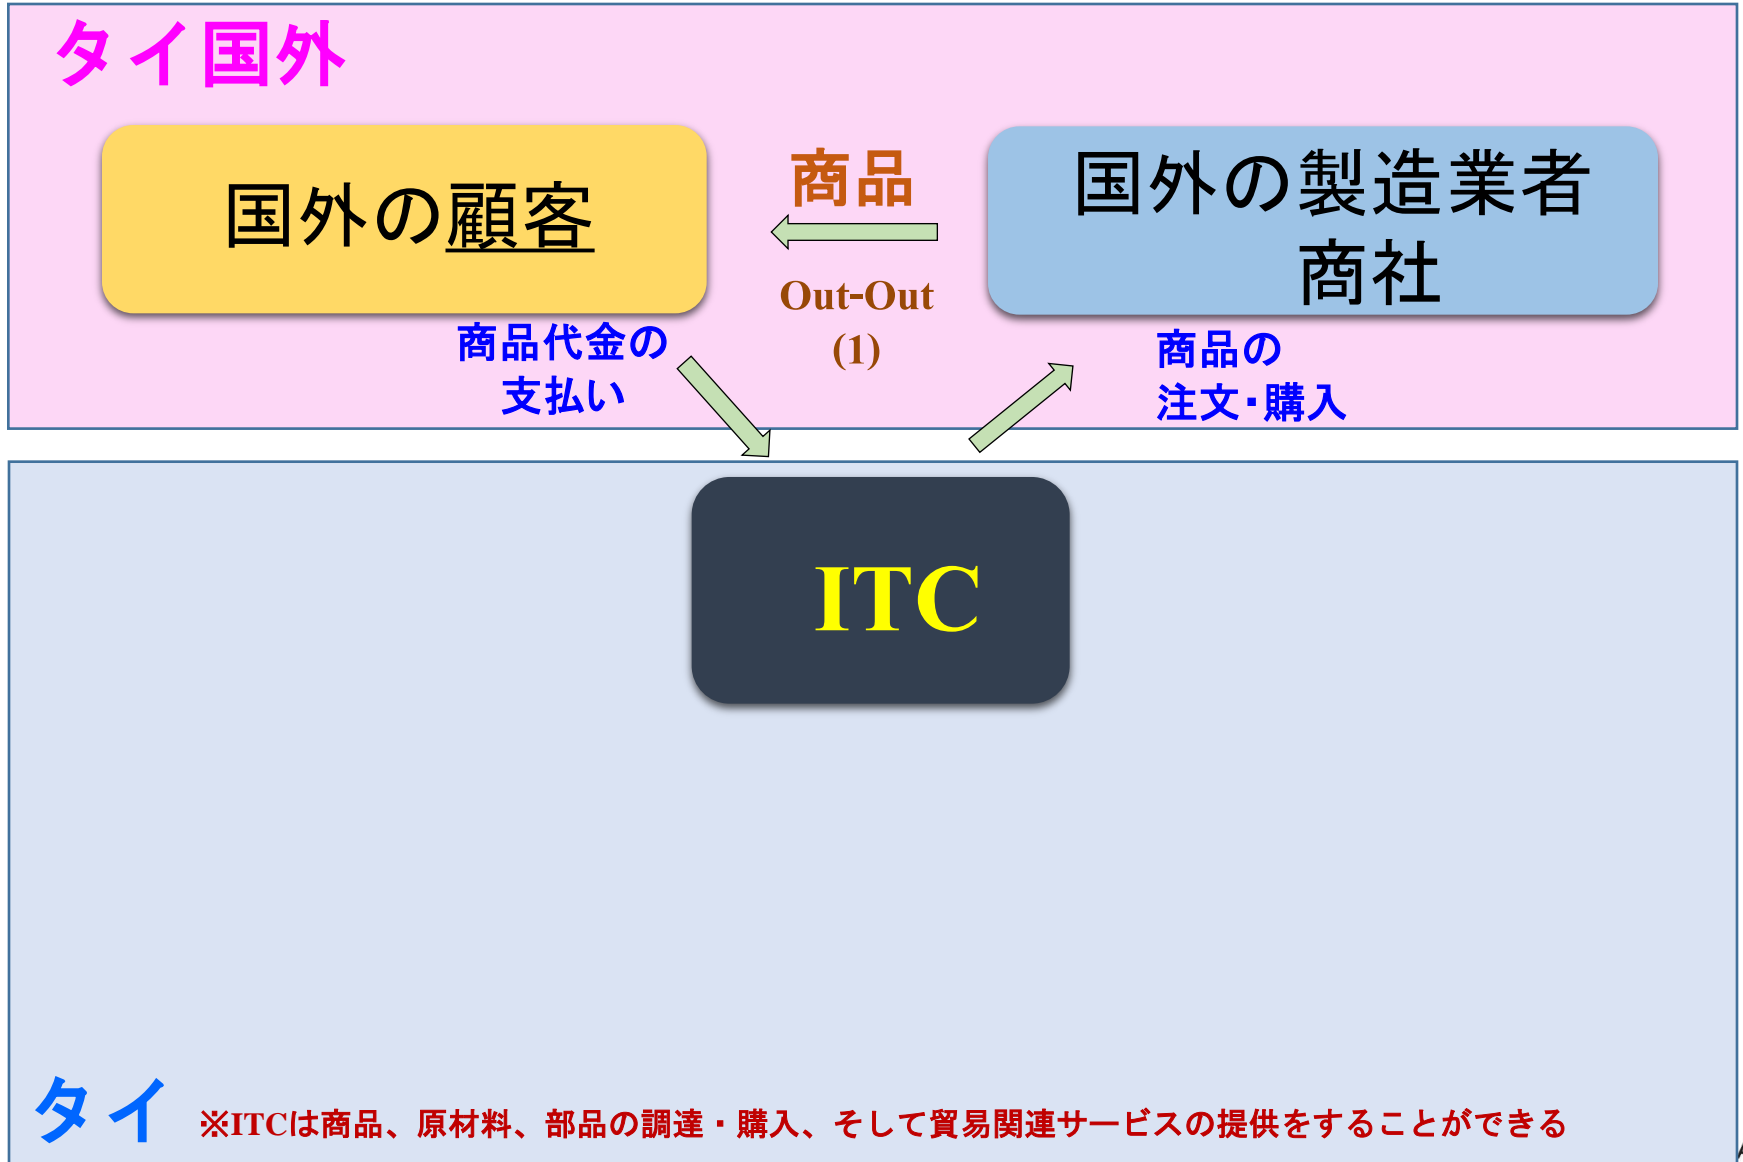 タイ国外
国外の顧客
商品
国外の製造業者
商社
Out-Out
(1)
商品代金の
支払い
商品の
注文・購入
ITC
タイ
※ITCは商品、原材料、部品の調達・購入、そして貿易関連サービスの提供をすることができる